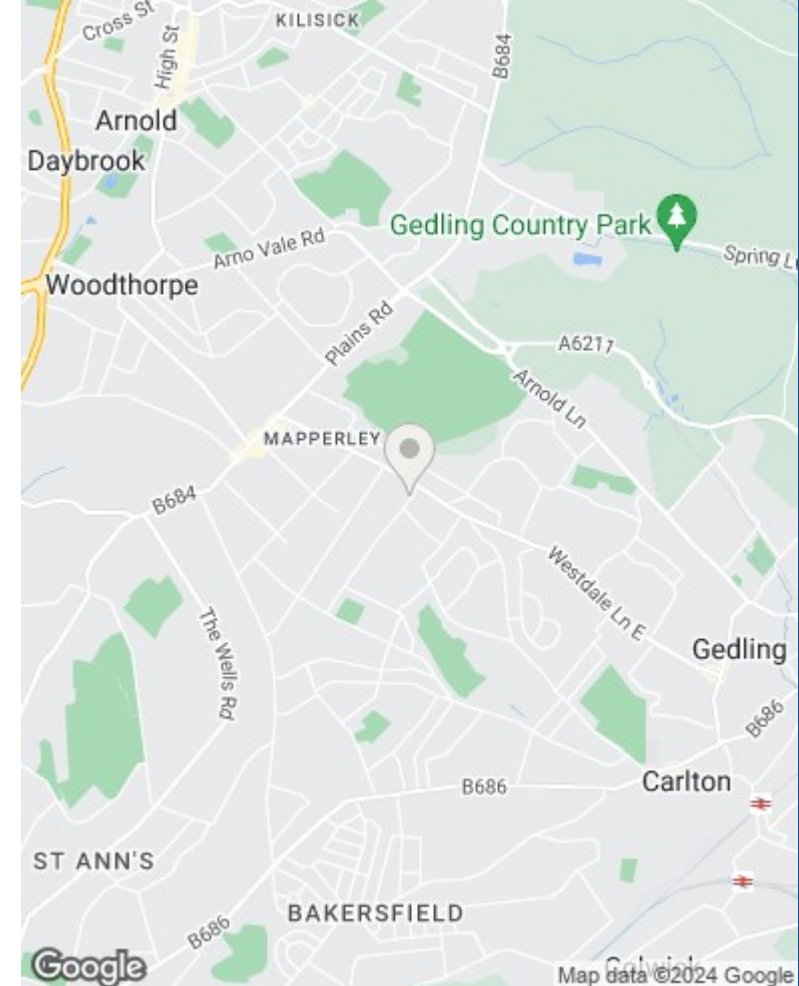 Cross St
KILISICK
High St
B684
Arnold
Daybrook
Gedling Country Park
Arno Vale Rd
Spring L
Woodthorpe
Plains Rd
A6211
Arnold Ln
MAPPERLEY
B684
Westdale Ln E
The Wells Rd
Gedling
B686
Carlton
B686
ST ANN'S
BAKERSFIELD
B686
Colwick
Google
Map data ©2024 Google